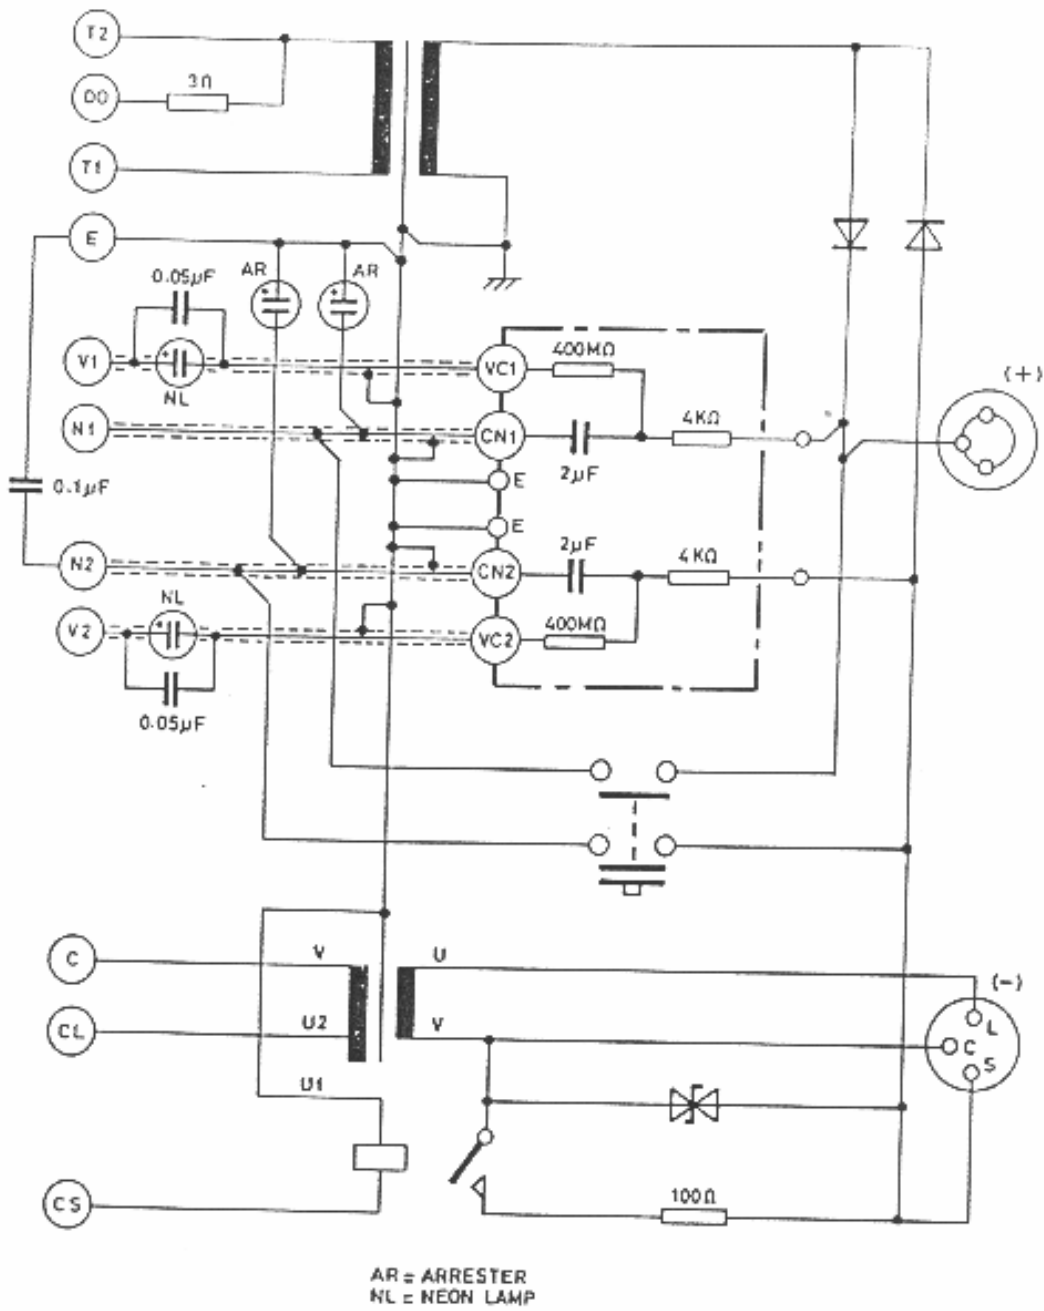 T2
DO
3Ω
T1
E
AR
AR
0.05µF
V1
NL
VC1
400MΩ
(+)
N1
CN1
2µF
4KΩ
E
0.1µF
E
N2
CN2
2µF
4KΩ
NL
V2
VC2
400MΩ
0.05µF
C
V
U
(-)
L
CL
U2
V
C
S
U1
CS
100Ω
AR = ARRESTER
NL = NEON LAMP